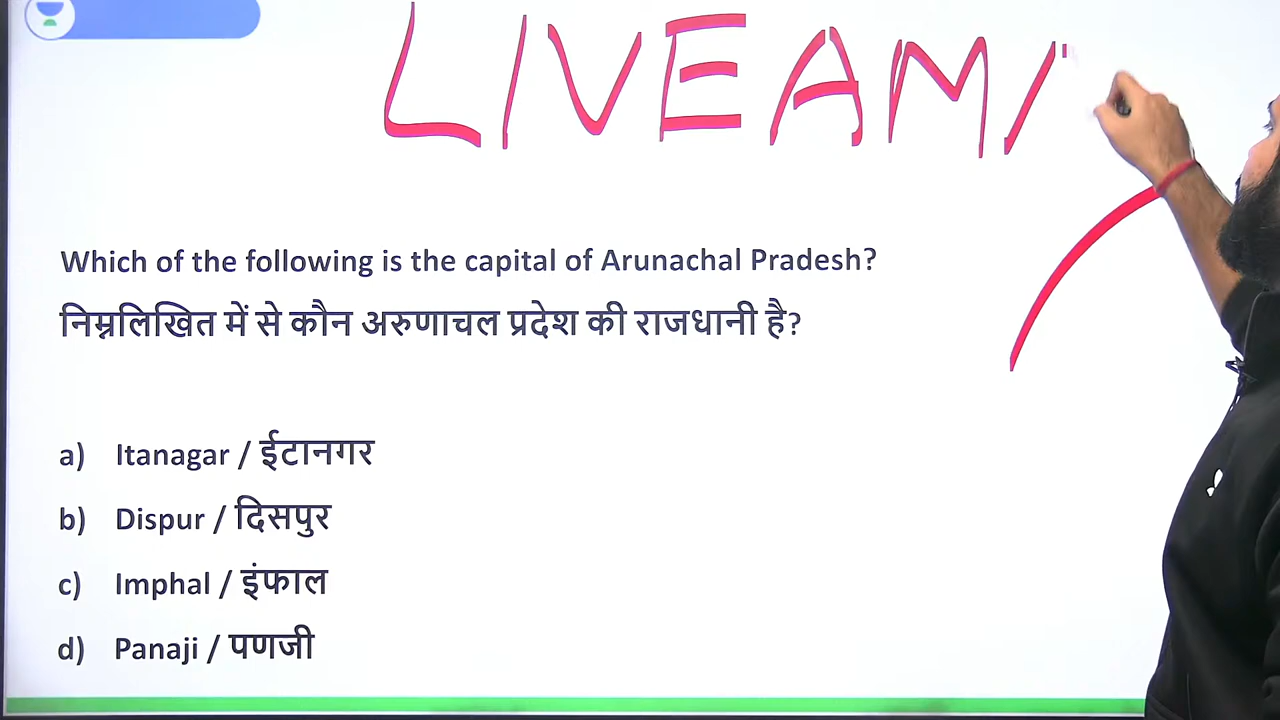 LIVEAM
Which of the following is the capital of Arunachal Pradesh?
निम्नलिखित में से कौन अरुणाचल प्रदेश की राजधानी है?
a) Itanagar / ईटानगर
b) Dispur / दिसपुर
c) Imphal / इंफाल
d) Panaji / पणजी